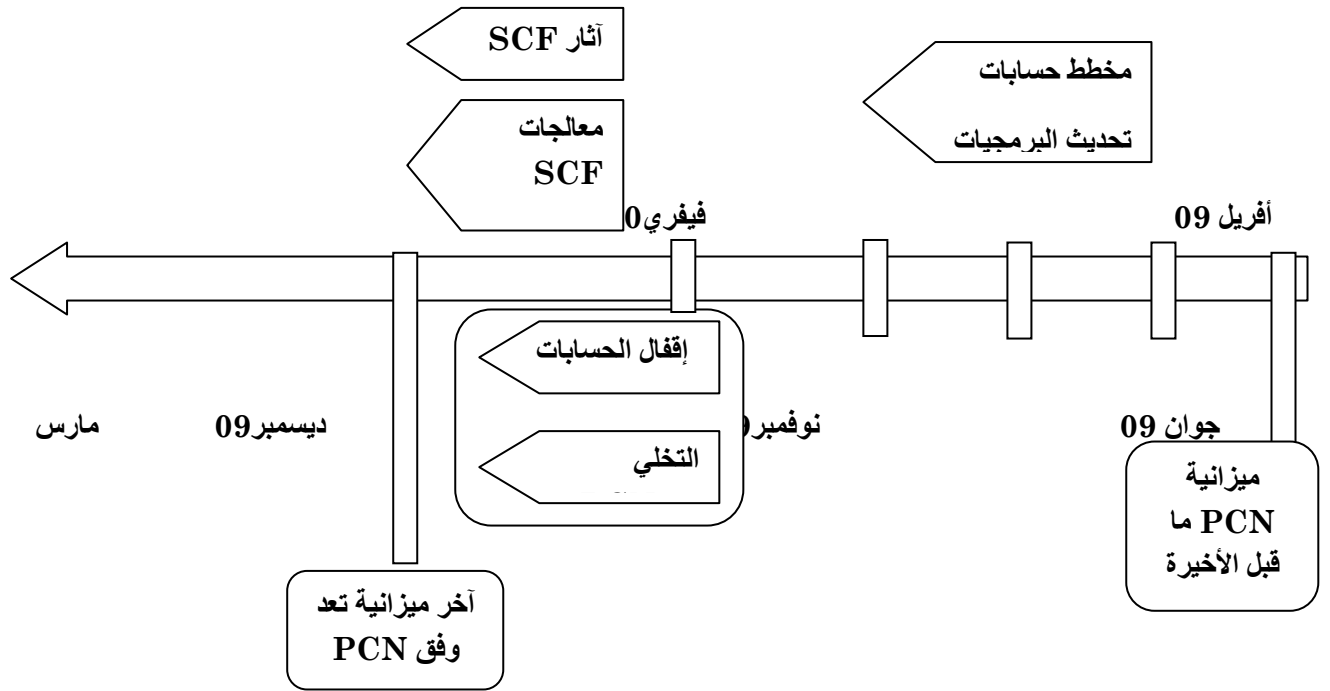 آثار SCF
مخطط حسابات
تحديث البرمجيات
معالجات
SCF
أفريل 09
فيفري0
إقفال الحسابات
جوان 09
نوفمبر
ديسمبر09
مارس
التخلي
ميزانية
PCN ما
قبل الأخيرة
آخر ميزانية تعد
وفق PCN